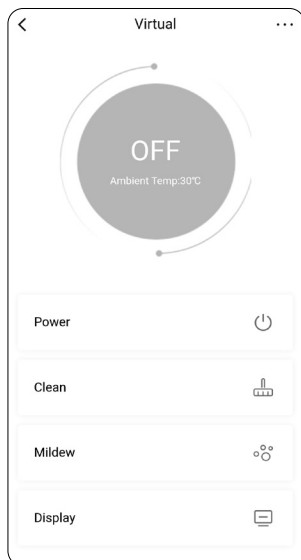 Virtual
OFF
Ambient Temp:30℃
Power
Clean
Mildew
Display